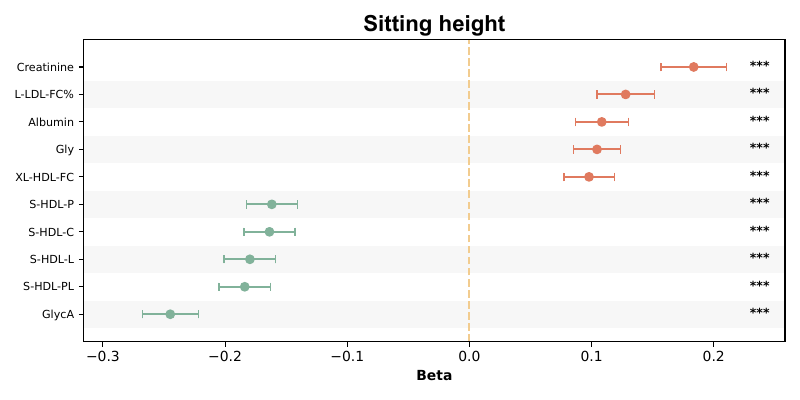 Sitting height
Creatinine ***
L-LDL-FC% ***
Albumin ***
Gly ***
XL-HDL-FC ***
S-HDL-P ***
S-HDL-C ***
S-HDL-L ***
S-HDL-PL ***
GlycA ***
−0.3 −0.2 −0.1 0.0 0.1 0.2
Beta